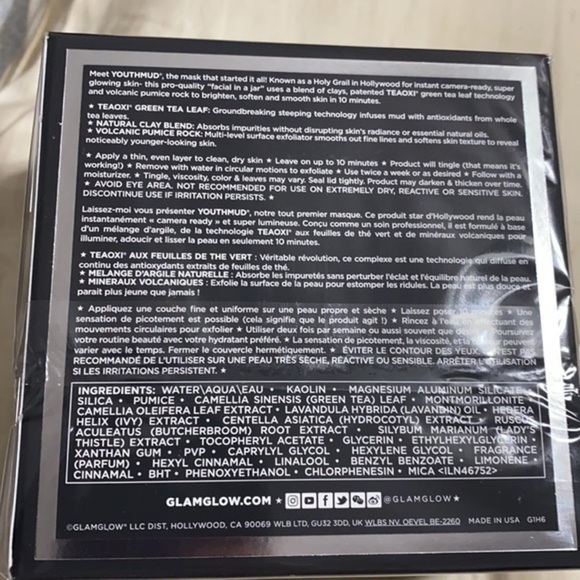 Meet YOUTHMUD®, the mask that started it all! Known as a Holy Grail in Hollywood for instant camera-ready, super
glowing skin- this pro-quality "facial in a jar" uses a blend of clays, patented TEAOXI® green tea leaf technology
and volcanic pumice rock to brighten, soften and smooth skin in 10 minutes.
★ TEAOXI® GREEN TEA LEAF: Groundbreaking steeping technology infuses mud with antioxidants from whole
tea leaves.
★ NATURAL CLAY BLEND: Absorbs impurities without disrupting skin's radiance or essential natural oils.
★ VOLCANIC PUMICE ROCK: Multi-level surface exfoliator smooths out fine lines and softens skin texture to reveal
noticeably younger-looking skin.
★ Apply a thin, even layer to clean, dry skin ★ Leave on up to 10 minutes ★ Product will tingle (that means it's
working!) ★ Remove with water in circular motions to exfoliate ★ Use twice a week or as desired ★ Follow with a
moisturizer. ★ Tingle, viscosity, color & leaves may vary. Seal lid tightly. Product may darken & thicken over time.
★ AVOID EYE AREA. NOT RECOMMENDED FOR USE ON EXTREMELY DRY, REACTIVE OR SENSITIVE SKIN.
DISCONTINUE USE IF IRRITATION PERSISTS. ★
Laissez-moi vous présenter YOUTHMUD®, notre tout premier masque. Ce produit star d'Hollywood rend la peau
instantanément « camera ready » et super lumineuse. Conçu comme un soin professionnel, il est formulé à base
d'un mélange d'argile, de la technologie TEAOXI® aux feuilles de thé vert et de minéraux volcaniques pour
illuminer, adoucir et lisser la peau en seulement 10 minutes.
★ TEAOXI® AUX FEUILLES DE THE VERT : Véritable révolution, ce complexe est une technologie qui diffuse en
continu des antioxydants extraits de feuilles de thé.
★ MELANGE D'ARGILE NATURELLE : Absorbe les impuretés sans perturber l'éclat et l'équilibre naturel de la peau.
★ MINERAUX VOLCANIQUES : Exfolie la surface de la peau pour estomper les ridules. La peau est plus douce et
parait plus jeune que jamais !
★ Appliquez une couche fine et uniforme sur une peau propre et sèche ★ Laissez poser 10 minutes ★ Une
sensation de picotement est possible (cela signifie que le produit agit !) ★ Rincez à l'eau en effectuant des
mouvements circulaires pour exfolier ★ Utiliser deux fois par semaine ou aussi souvent que désiré ★ Poursuivez
votre routine beauté avec votre hydratant préféré. ★ La sensation de picotement, la viscosité, et la couleur peuvent
varier avec le temps. Fermer le couvercle hermétiquement. ★ ÉVITER LE CONTOUR DES YEUX. N'EST PAS
RECOMMANDÉ DE L'UTILISER SUR UNE PEAU TRÈS SÈCHE, RÉACTIVE OU SENSIBLE. ARRÊTER L'UTILISATION
SI LES IRRITATIONS PERSISTENT. ★
INGREDIENTS: WATER\AQUA\EAU • KAOLIN • MAGNESIUM ALUMINUM SILICATE •
SILICA • PUMICE • CAMELLIA SINENSIS (GREEN TEA) LEAF • MONTMORILLONITE
CAMELLIA OLEIFERA LEAF EXTRACT • LAVANDULA HYBRIDA (LAVANDIN) OIL • HEDERA
HELIX (IVY) EXTRACT • CENTELLA ASIATICA (HYDROCOTYL) EXTRACT • RUSCUS
ACULEATUS (BUTCHERBROOM) ROOT EXTRACT • SILYBUM MARIANUM (LADY'S
THISTLE) EXTRACT • TOCOPHERYL ACETATE • GLYCERIN • ETHYLHEXYLGLYCERIN •
XANTHAN GUM • PVP • CAPRYLYL GLYCOL • HEXYLENE GLYCOL • FRAGRANCE
(PARFUM) • HEXYL CINNAMAL • LINALOOL • BENZYL BENZOATE • LIMONENE •
CINNAMAL • BHT • PHENOXYETHANOL • CHLORPHENESIN • MICA <ILN46752>
GLAMGLOW.COM ★ @GLAMGLOW ★
©GLAMGLOW® LLC DIST, HOLLYWOOD, CA 90069 WLB LTD, GU32 3DD, UK WLBS NV. OEVEL BE-2260 MADE IN USA G1H6